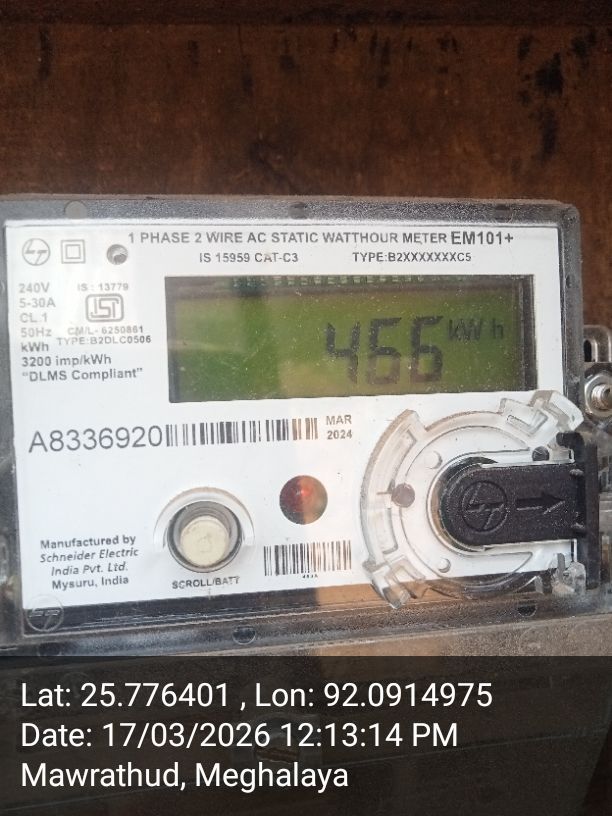 1 PHASE 2 WIRE AC STATIC WATTHOUR METER EM101+
IS 15959 CAT-C3 TYPE:B2XXXXXXXC5
240V
5-30A
CL.1
50Hz
kWh
3200 imp/kWh
"DLMS Compliant"
IS : 13779
ISI
CM/L- 6250861
TYPE:B2DLC0506
466 kWh
A8336920
MAR
2024
Manufactured by
Schneider Electric
India Pvt. Ltd.
Mysuru, India
SCROLL/BATT
Lat: 25.776401 , Lon: 92.0914975
Date: 17/03/2026 12:13:14 PM
Mawrathud, Meghalaya